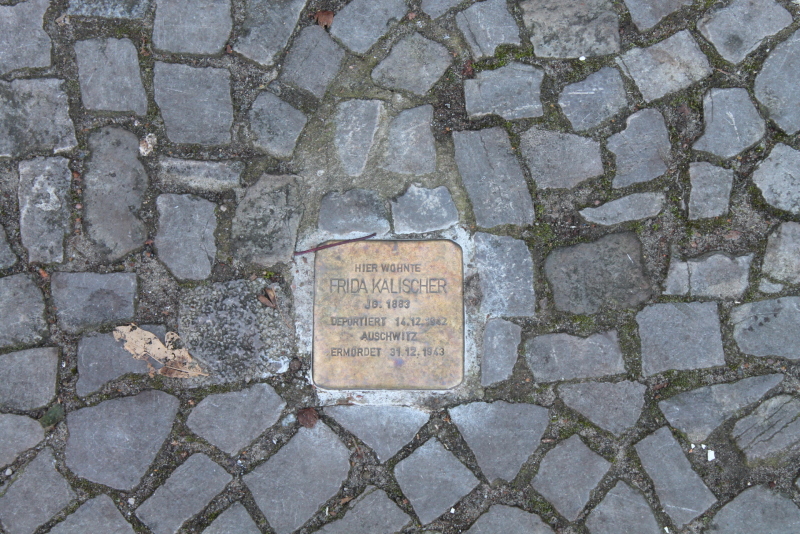 HIER WOHNTE
FRIDA KALISCHER
JG. 1883
DEPORTIERT 14.12.1942
AUSCHWITZ
ERMORDET 31.12.1943